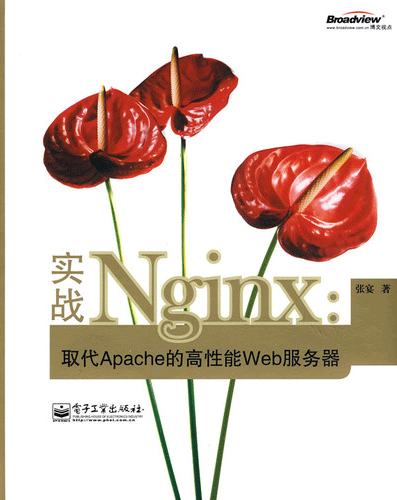 Broadview®
www.broadview.com.cn 博文视点
实战
Nginx:
张宴 著
取代Apache的高性能Web服务器
电子工业出版社
PUBLISHING HOUSE OF ELECTRONICS INDUSTRY
http://www.phei.com.cn